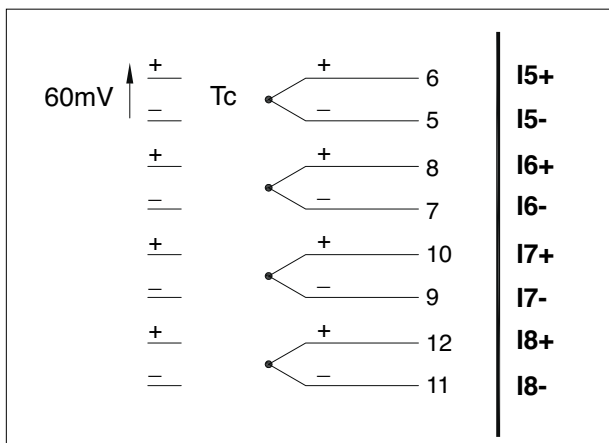 + + 6 I5+
60mV Tc
– – 5 I5-
+ + 8 I6+
– – 7 I6-
+ + 10 I7+
– – 9 I7-
+ + 12 I8+
– – 11 I8-